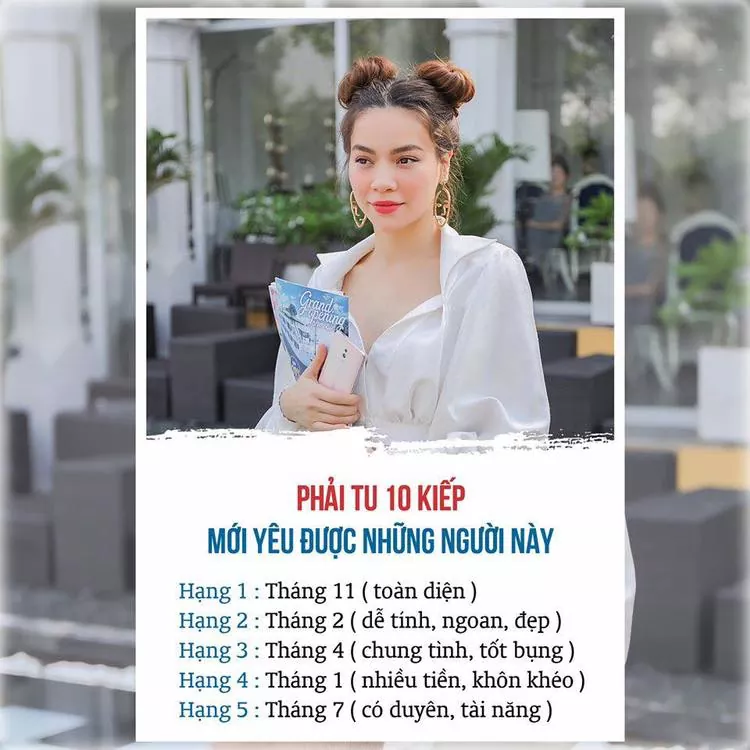 Grand
opening
PHẢI TU 10 KIẾP
MỚI YÊU ĐƯỢC NHỮNG NGƯỜI NÀY
Hạng 1 : Tháng 11 ( toàn diện )
Hạng 2 : Tháng 2 ( dễ tính, ngoan, đẹp )
Hạng 3 : Tháng 4 ( chung tình, tốt bụng )
Hạng 4 : Tháng 1 ( nhiều tiền, khôn khéo )
Hạng 5 : Tháng 7 ( có duyên, tài năng )